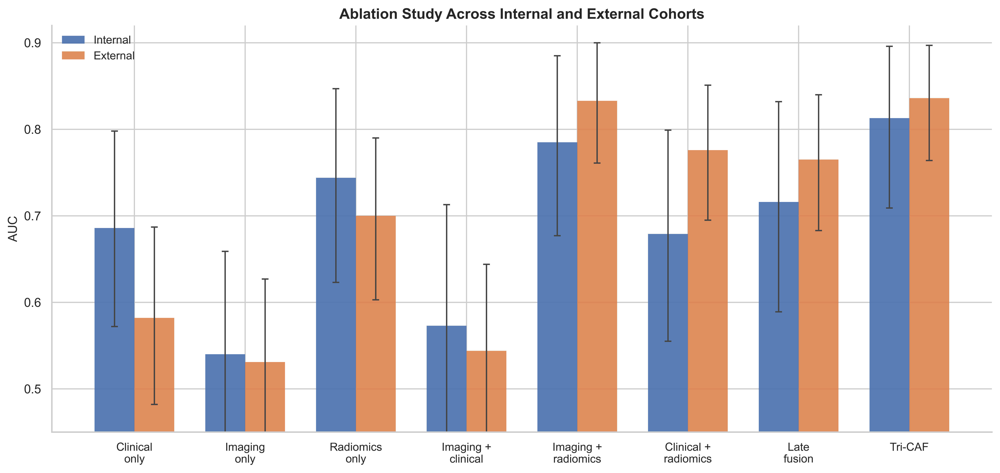 Ablation Study Across Internal and External Cohorts
Internal
External
AUC
0.9
0.8
0.7
0.6
0.5
Clinical
only
Imaging
only
Radiomics
only
Imaging +
clinical
Imaging +
radiomics
Clinical +
radiomics
Late
fusion
Tri-CAF